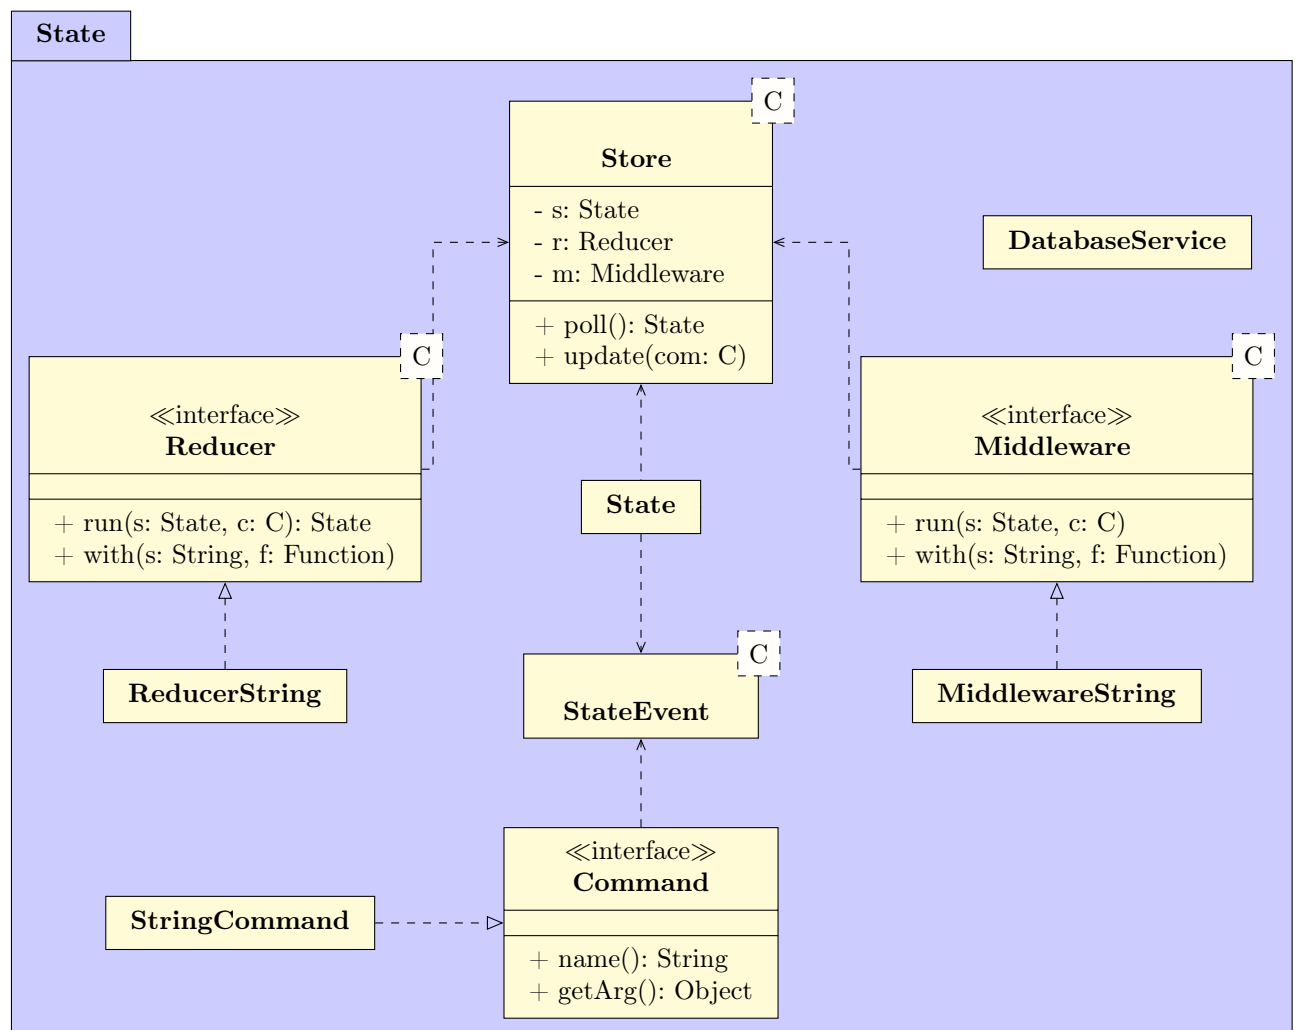 State
C
Store
- s: State
- r: Reducer
- m: Middleware
+ poll(): State
+ update(com: C)
DatabaseService
C
≪interface≫
Reducer
+ run(s: State, c: C): State
+ with(s: String, f: Function)
C
≪interface≫
Middleware
+ run(s: State, c: C)
+ with(s: String, f: Function)
State
ReducerString
C
StateEvent
MiddlewareString
≪interface≫
Command
+ name(): String
+ getArg(): Object
StringCommand